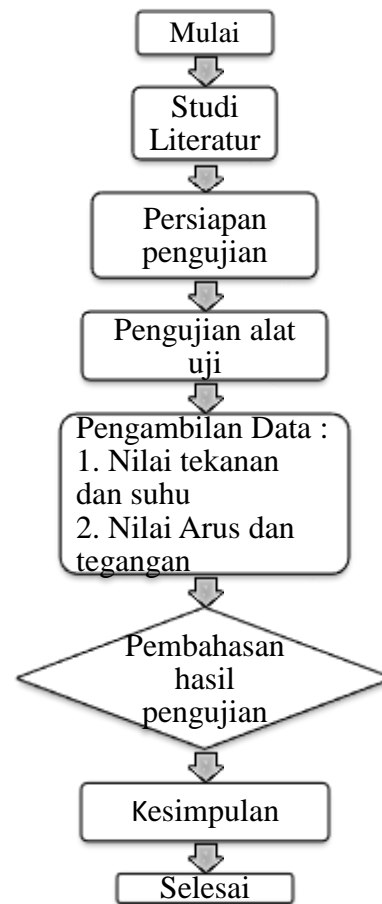 Mulai
Studi
Literatur
Persiapan
pengujian
Pengujian alat
uji
Pengambilan Data :
1. Nilai tekanan
dan suhu
2. Nilai Arus dan
tegangan
Pembahasan
hasil
pengujian
Kesimpulan
Selesai